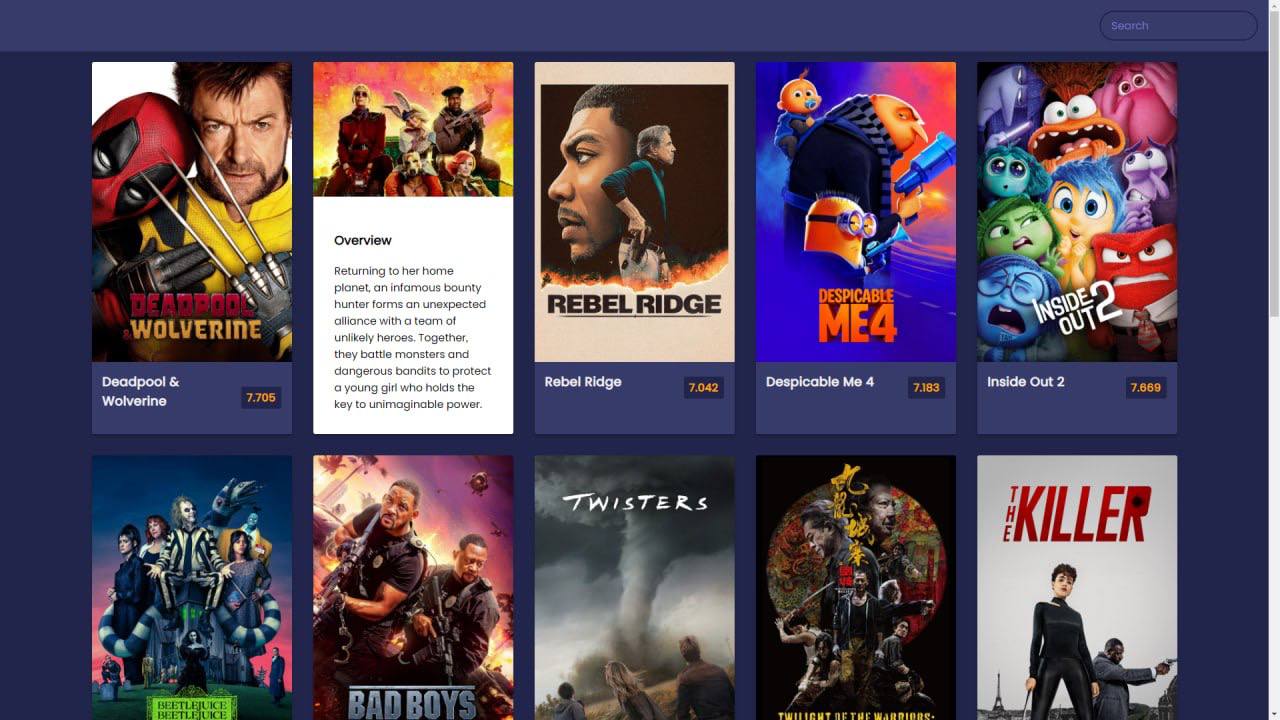 Search
DEADPOOL
& WOLVERINE
Deadpool &
Wolverine
7.705
Overview
Returning to her home
planet, an infamous bounty
hunter forms an unexpected
alliance with a team of
unlikely heroes. Together,
they battle monsters and
dangerous bandits to protect
a young girl who holds the
key to unimaginable power.
REBEL RIDGE
Rebel Ridge
7.042
DESPICABLE
ME 4
Despicable Me 4
7.183
INSIDE
OUT 2
Inside Out 2
7.669
BEETLEJUICE
BEETLEJUICE
BAD BOYS
TWISTERS
九龍城寨
TWILIGHT OF THE WARRIORS:
THE KILLER